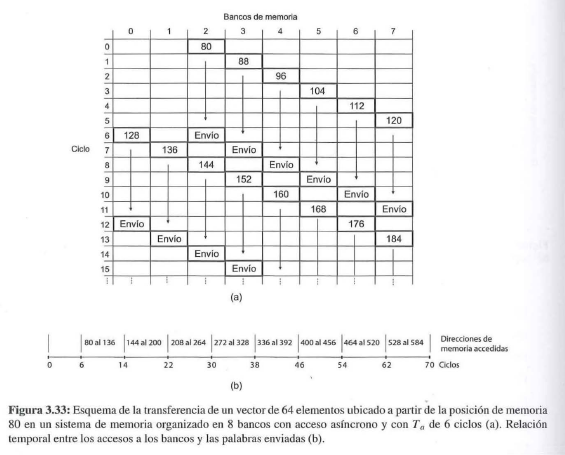 Bancos de memoria
0 1 2 3 4 5 6 7
0 80
1 88
2 96
3 104
4 112
5 120
6 128 Envío
Ciclo 7 136 Envío
8 144 Envío
9 152 Envío
10 160 Envío
11 168 Envío
12 Envío 176
13 Envío 184
14 Envío
15 Envío
(a)
80 al 136 144 al 200 208 al 264 272 al 328 336 al 392 400 al 456 464 al 520 528 al 584 Direcciones de
memoria accedidas
0 6 14 22 30 38 46 54 62 70 Ciclos
(b)
Figura 3.33: Esquema de la transferencia de un vector de 64 elementos ubicado a partir de la posición de memoria
80 en un sistema de memoria organizado en 8 bancos con acceso asíncrono y con Ta de 6 ciclos (a). Relación
temporal entre los accesos a los bancos y las palabras enviadas (b).